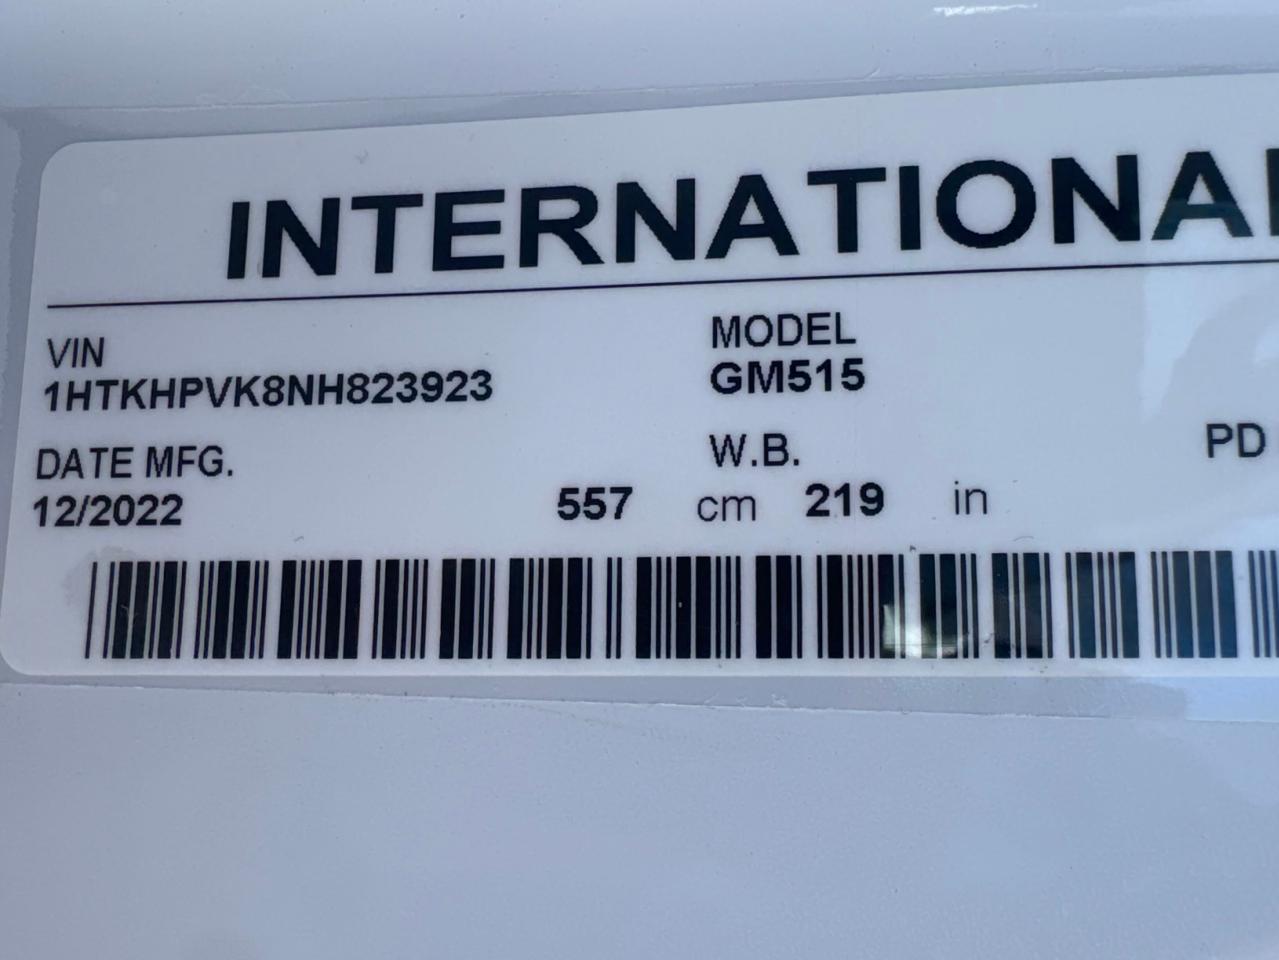 INTERNATIONAL
VIN
1HTKHPVK8NH823923
MODEL
GM515
DATE MFG.
12/2022
W.B.
557 cm 219 in
PD